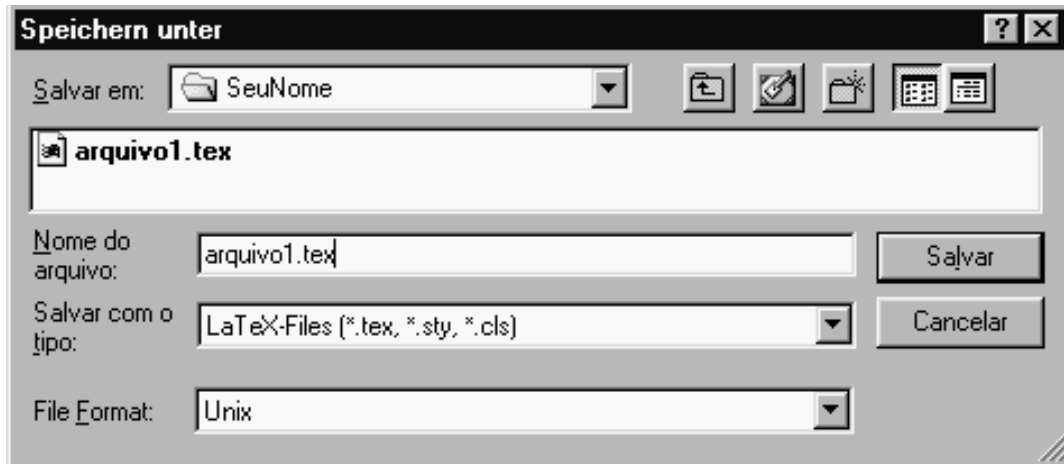 Speichern unter
Salvar em: SeuNome
arquivo1.tex
Nome do
arquivo: arquivo1.tex Salvar
Salvar com o
tipo: LaTeX-Files (*.tex, *.sty, *.cls) Cancelar
File Format: Unix